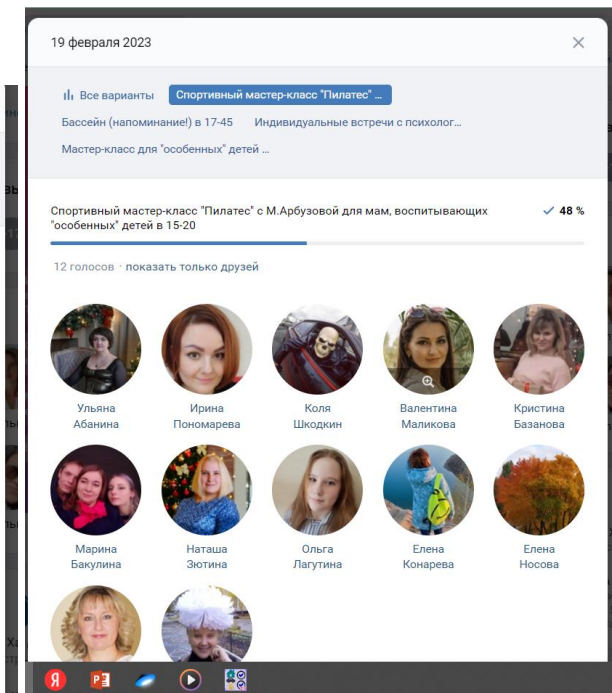 19 февраля 2023
Все варианты Спортивный мастер-класс "Пилатес" ...
Бассейн (напоминание!) в 17-45 Индивидуальные встречи с психолог...
Мастер-класс для "особенных" детей ...
Спортивный мастер-класс "Пилатес" с М.Арбузовой для мам, воспитывающих 48 %
"особенных" детей в 15-20
12 голосов · показать только друзей
Ульяна Ирина Коля Валентина Кристина
Абанина Пономарева Шкодкин Маликова Базанова
Марина Наташа Ольга Елена Елена
Бакулина Зютина Лагутина Конарева Носова
Я P